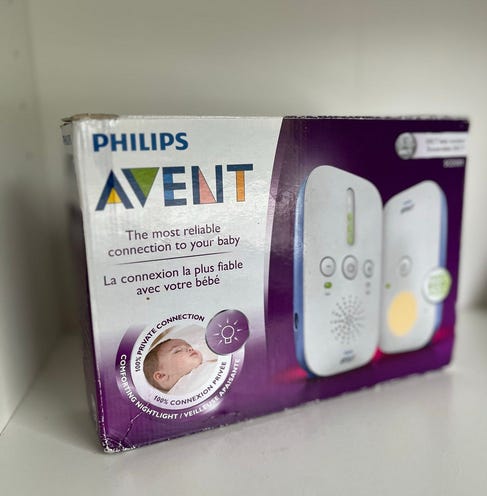 PHILIPS
AVENT
The most reliable
connection to your baby
La connexion la plus fiable
avec votre bébé
100% PRIVATE CONNECTION
100% CONNEXION PRIVÉE
COMFORTING NIGHTLIGHT / VEILLEUSE APAISANTE